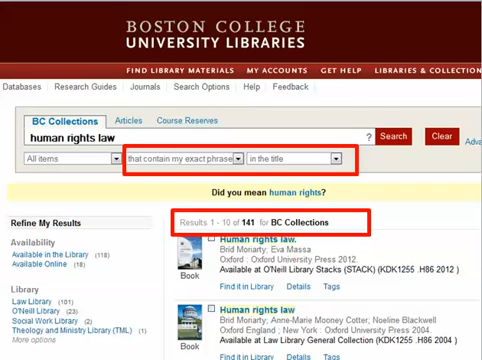 BOSTON COLLEGE
UNIVERSITY LIBRARIES
FIND LIBRARY MATERIALS MY ACCOUNTS GET HELP LIBRARIES & COLLECTION
Databases Research Guides Journals Search Options Help Feedback
BC Collections Articles Course Reserves
human rights law ? Search Clear Adva
All items that contain my exact phrase in the title
Did you mean human rights?
Refine My Results
Availability
Available in the Library (118)
Available Online (18)
Library
Law Library (101)
O'Neill Library (23)
Social Work Library (2)
Theology and Ministry Library (TML) (1)
More options
Results 1 - 10 of 141 for BC Collections
Book
Human rights law.
Brid Moriarty; Eva Massa
Oxford : Oxford University Press 2012.
Available at O'Neill Library Stacks (STACK) (KDK1255 .H86 2012 )
Find it in Library Details Tags
Book
Human rights law
Brid Moriarty; Anne-Marie Mooney Cotter; Noeline Blackwell
Oxford England ; New York : Oxford University Press 2004.
Available at Law Library General Collection (KDK1255 .H86 2004 )
Find it in Library Details Tags